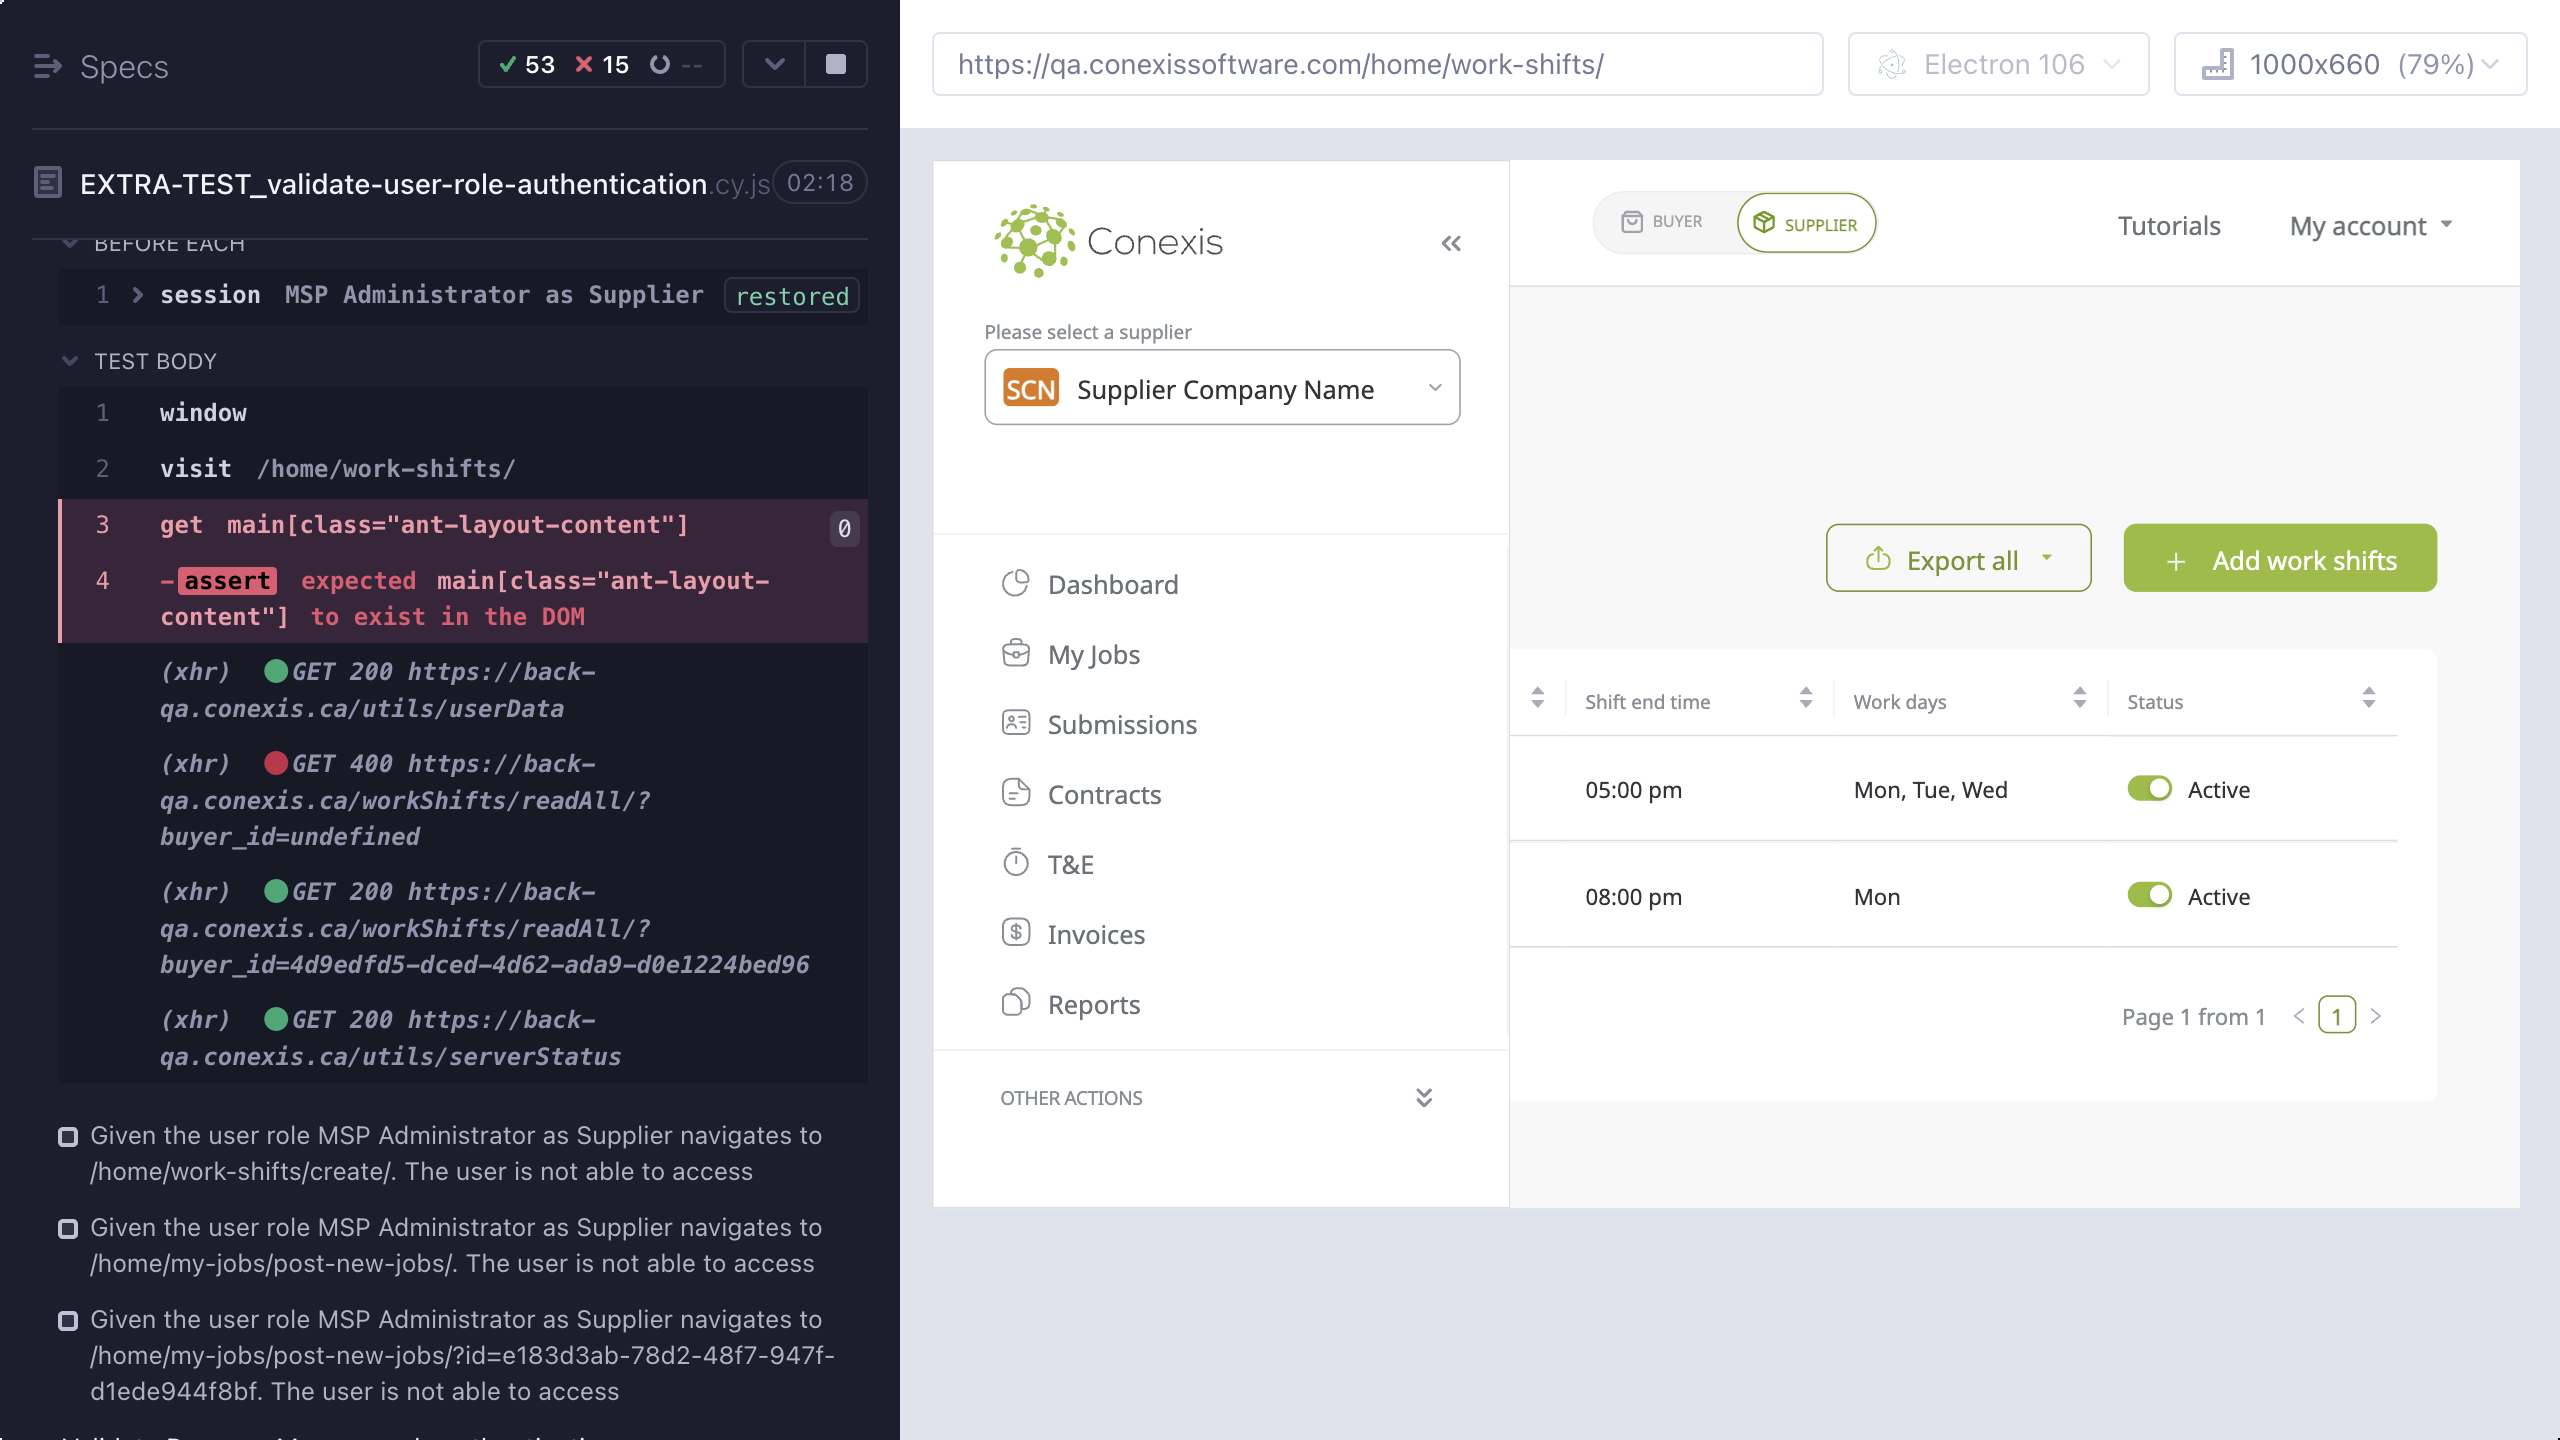 Specs
53
15
--
EXTRA-TEST_validate-user-role-authentication.cy.js
02:18
BEFORE EACH
1 session MSP Administrator as Supplier restored
TEST BODY
1 window
2 visit /home/work-shifts/
3 get main[class="ant-layout-content"] 0
4 -assert expected main[class="ant-layout-
content"] to exist in the DOM
(xhr) GET 200 https://back-
qa.conexis.ca/utils/userData
(xhr) GET 400 https://back-
qa.conexis.ca/workShifts/readAll/?
buyer_id=undefined
(xhr) GET 200 https://back-
qa.conexis.ca/workShifts/readAll/?
buyer_id=4d9edfd5-dced-4d62-ada9-d0e1224bed96
(xhr) GET 200 https://back-
qa.conexis.ca/utils/serverStatus
Given the user role MSP Administrator as Supplier navigates to
/home/work-shifts/create/. The user is not able to access
Given the user role MSP Administrator as Supplier navigates to
/home/my-jobs/post-new-jobs/. The user is not able to access
Given the user role MSP Administrator as Supplier navigates to
/home/my-jobs/post-new-jobs/?id=e183d3ab-78d2-48f7-947f-
d1ede944f8bf. The user is not able to access
https://qa.conexissoftware.com/home/work-shifts/
Electron 106
1000x660 (79%)
Conexis
Please select a supplier
SCN Supplier Company Name
Dashboard
My Jobs
Submissions
Contracts
T&E
Invoices
Reports
OTHER ACTIONS
BUYER
SUPPLIER
Tutorials
My account
Export all
+ Add work shifts
Shift end time Work days Status
05:00 pm Mon, Tue, Wed Active
08:00 pm Mon Active
Page 1 from 1 < 1 >